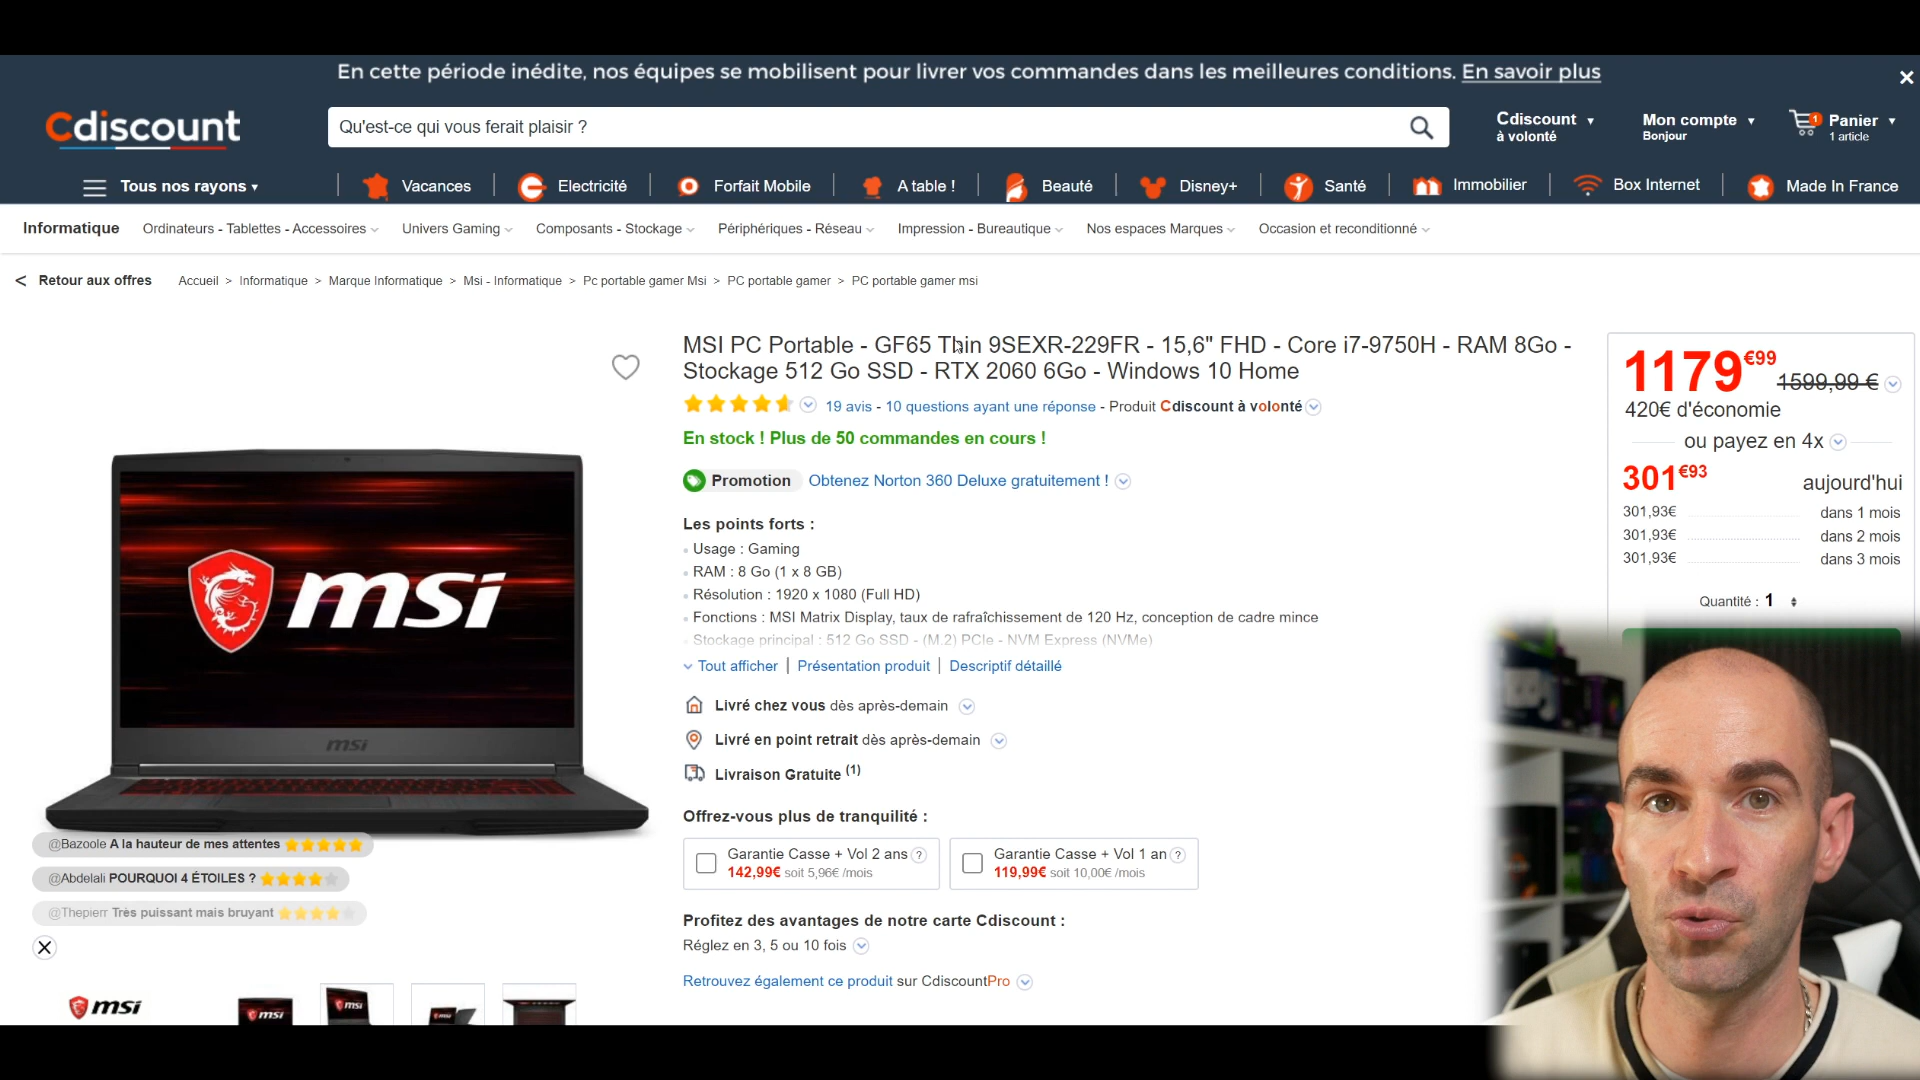 En cette période inédite, nos équipes se mobilisent pour livrer vos commandes dans les meilleures conditions. En savoir plus
Cdiscount
Qu'est-ce qui vous ferait plaisir ?
Cdiscount
à volonté
Mon compte
Bonjour
1
Panier
1 article
Tous nos rayons
Vacances
Electricité
Forfait Mobile
A table !
Beauté
Disney+
Santé
Immobilier
Box Internet
Made In France
Informatique
Ordinateurs - Tablettes - Accessoires
Univers Gaming
Composants - Stockage
Périphériques - Réseau
Impression - Bureautique
Nos espaces Marques
Occasion et reconditionné
< Retour aux offres
Accueil > Informatique > Marque Informatique > Msi - Informatique > Pc portable gamer Msi > PC portable gamer > PC portable gamer msi
MSI PC Portable - GF65 Thin 9SEXR-229FR - 15,6" FHD - Core i7-9750H - RAM 8Go -
Stockage 512 Go SSD - RTX 2060 6Go - Windows 10 Home
19 avis - 10 questions ayant une réponse - Produit Cdiscount à volonté
En stock ! Plus de 50 commandes en cours !
Promotion
Obtenez Norton 360 Deluxe gratuitement !
Les points forts :
Usage : Gaming
RAM : 8 Go (1 x 8 GB)
Résolution : 1920 x 1080 (Full HD)
Fonctions : MSI Matrix Display, taux de rafraîchissement de 120 Hz, conception de cadre mince
Stockage principal : 512 Go SSD - (M.2) PCIe - NVM Express (NVMe)
Tout afficher | Présentation produit | Descriptif détaillé
Livré chez vous dès après-demain
Livré en point retrait dès après-demain
Livraison Gratuite (1)
Offrez-vous plus de tranquilité :
Garantie Casse + Vol 2 ans ?
142,99€ soit 5,96€ /mois
Garantie Casse + Vol 1 an ?
119,99€ soit 10,00€ /mois
Profitez des avantages de notre carte Cdiscount :
Réglez en 3, 5 ou 10 fois
Retrouvez également ce produit sur CdiscountPro
1179€99
1599,99 €
420€ d'économie
ou payez en 4x
301€93 aujourd'hui
301,93€ dans 1 mois
301,93€ dans 2 mois
301,93€ dans 3 mois
Quantité : 1
msi
msi
@Bazoole A la hauteur de mes attentes
@Abdelali POURQUOI 4 ÉTOILES ?
@Thepierr Très puissant mais bruyant
msi
msi
msi
msi